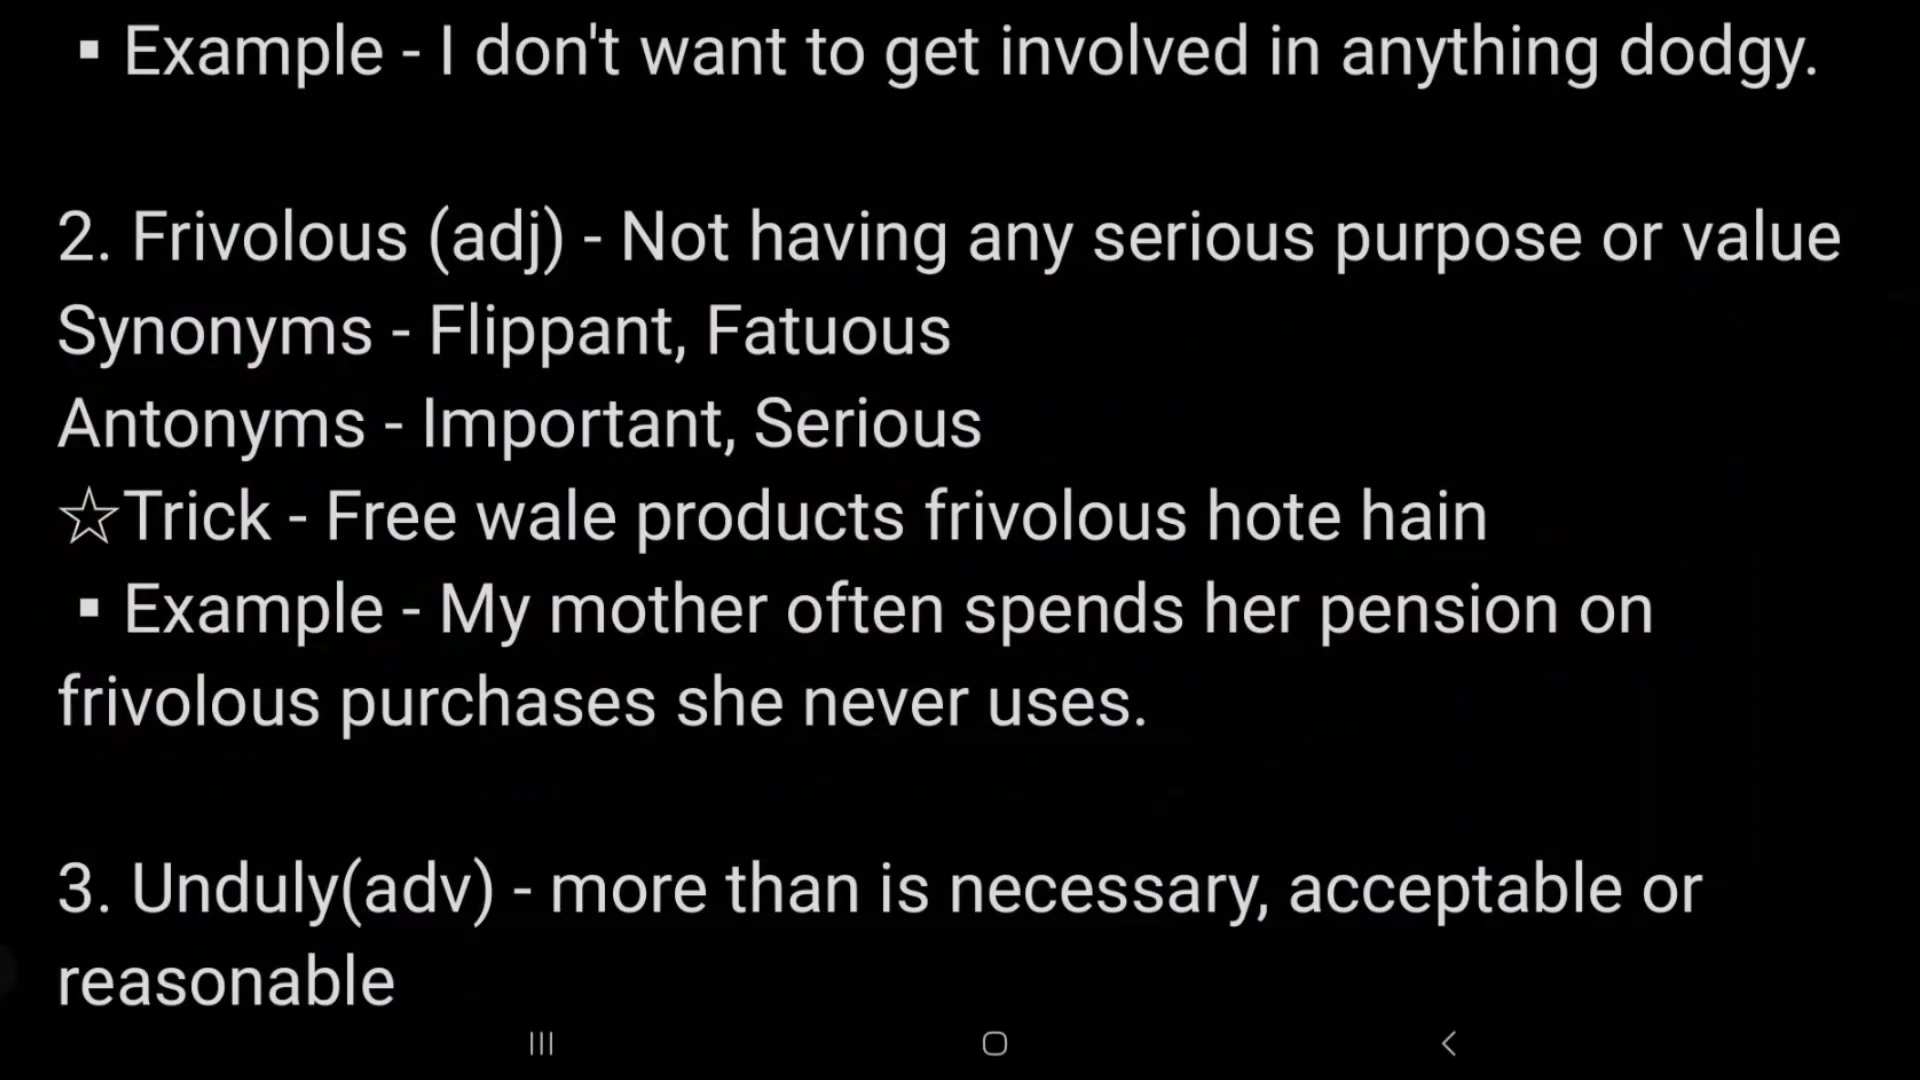 ▪ Example - I don't want to get involved in anything dodgy.
2. Frivolous (adj) - Not having any serious purpose or value
Synonyms - Flippant, Fatuous
Antonyms - Important, Serious
☆Trick - Free wale products frivolous hote hain
▪ Example - My mother often spends her pension on
frivolous purchases she never uses.
3. Unduly(adv) - more than is necessary, acceptable or
reasonable